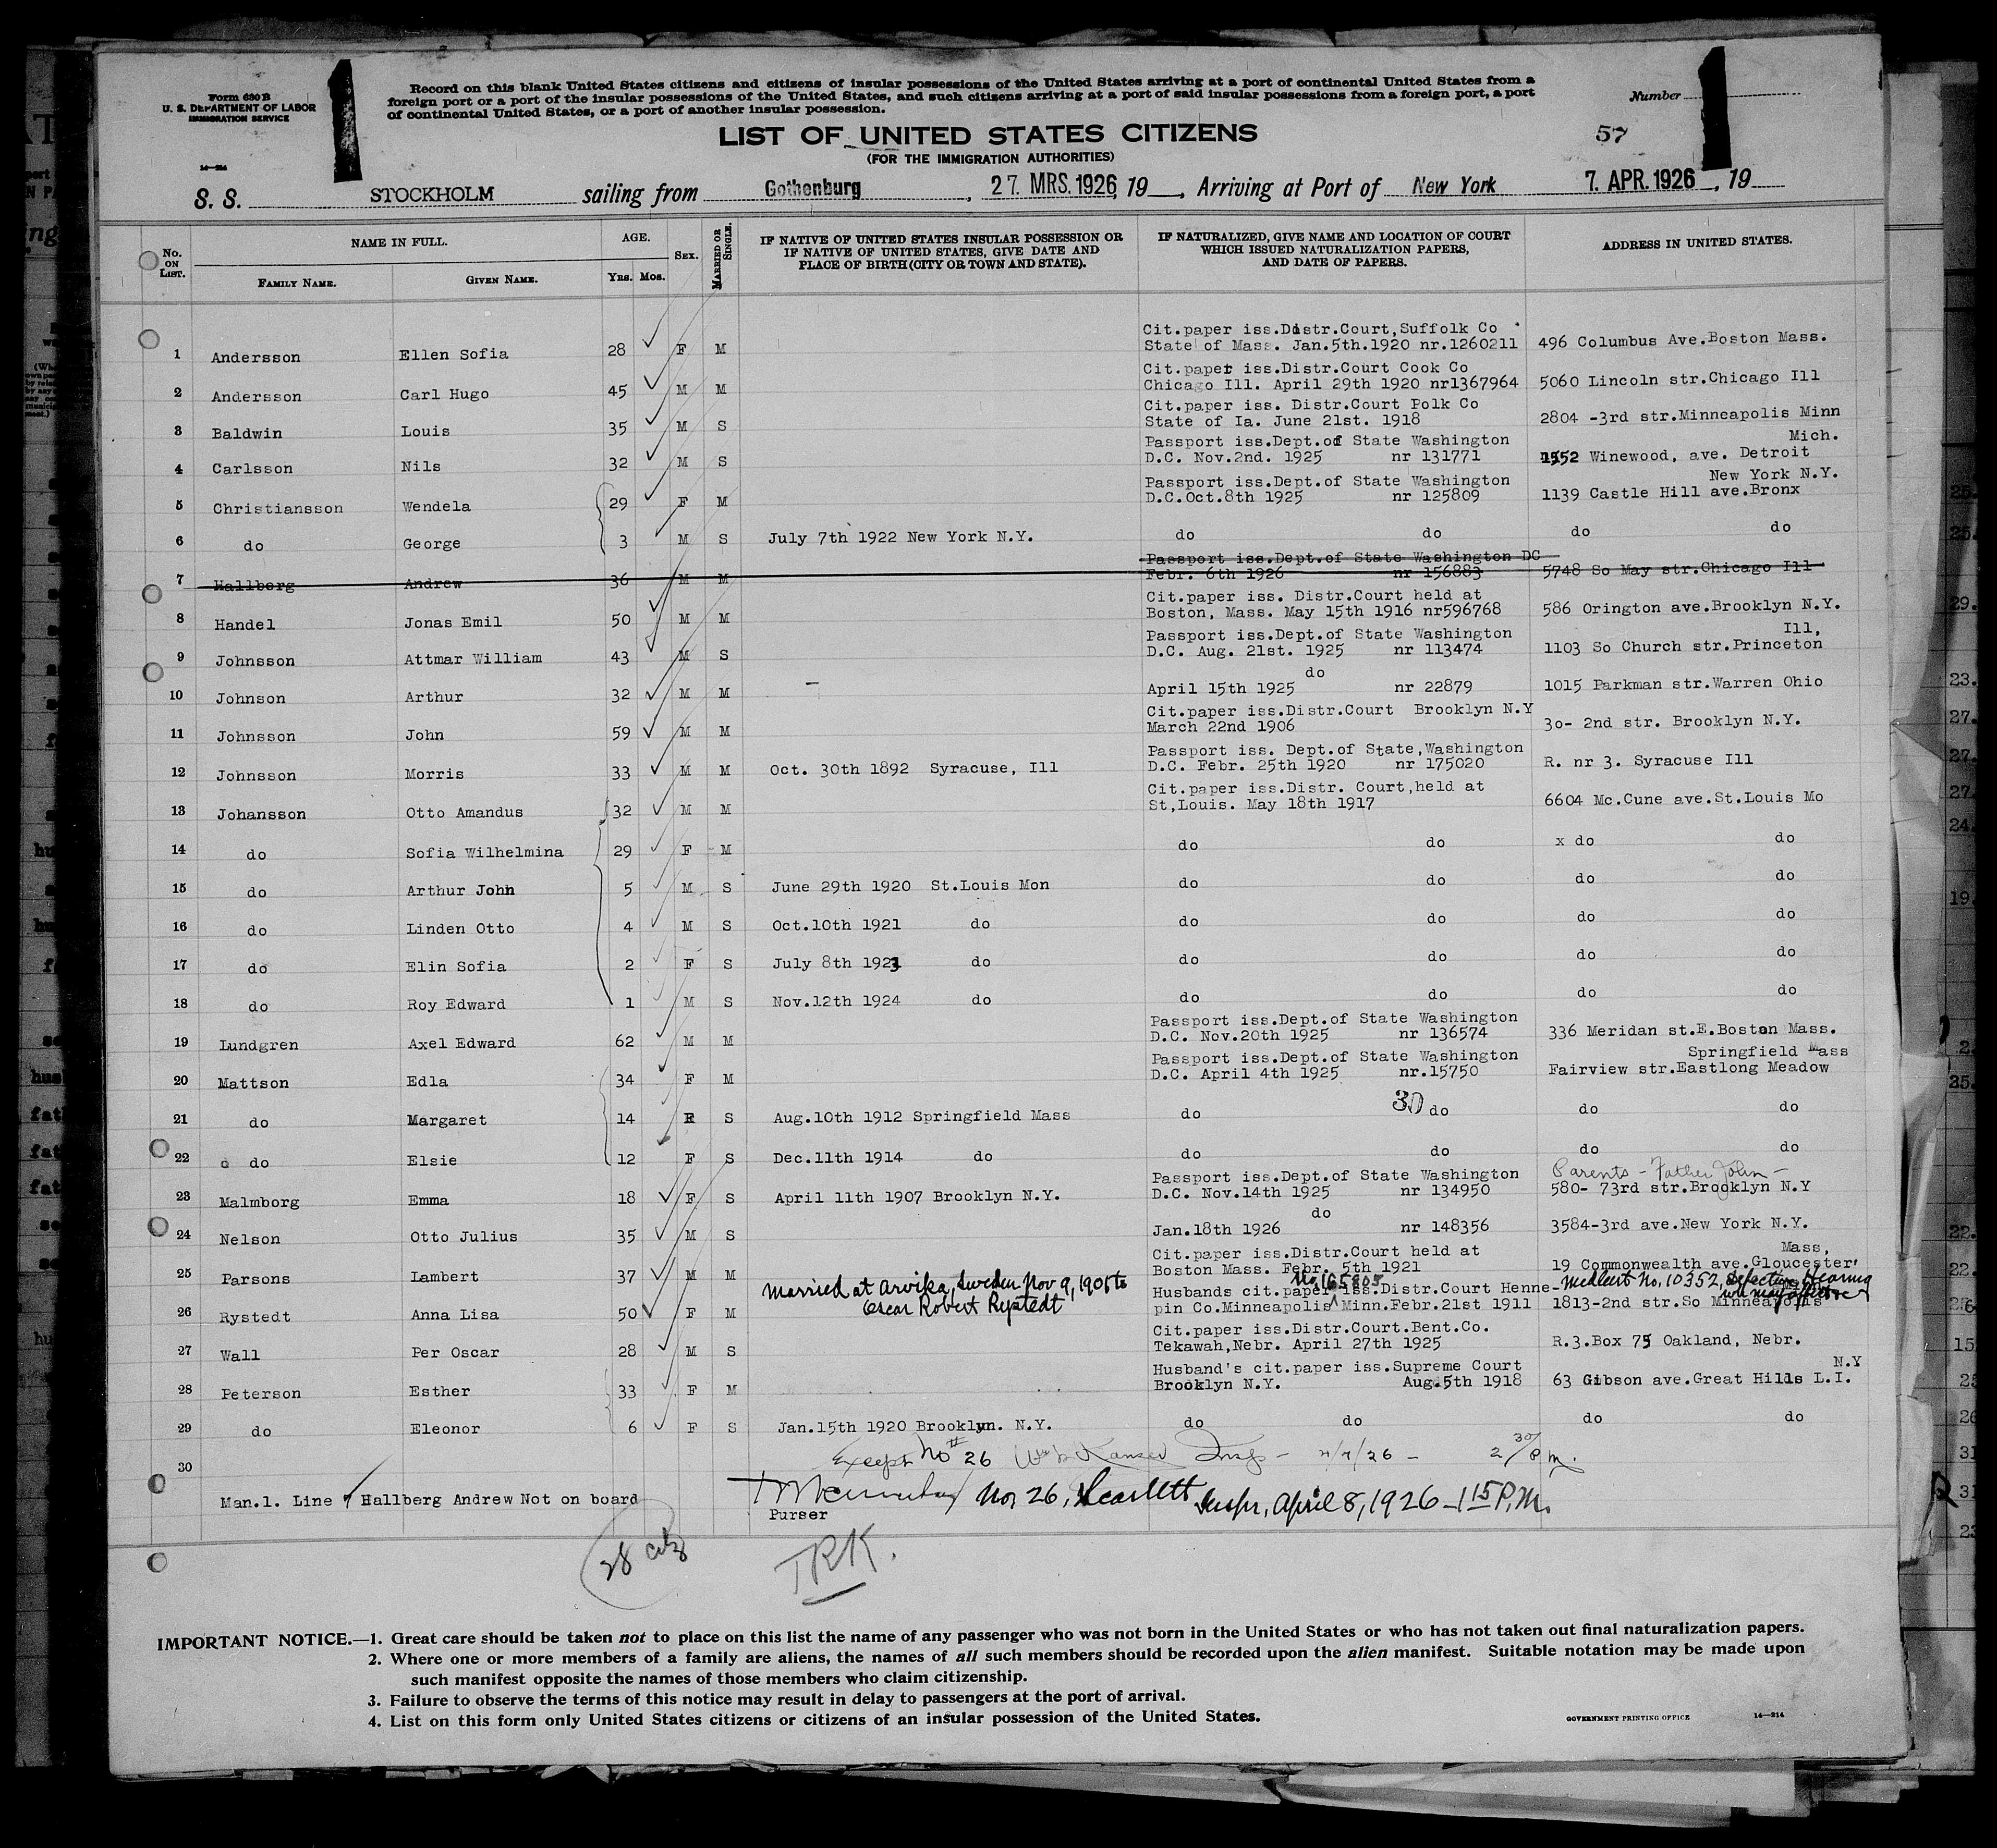 Form 630 B
U. S. DEPARTMENT OF LABOR
IMMIGRATION SERVICE
14—214
Record on this blank United States citizens and citizens of insular possessions of the United States arriving at a port of continental United States from a
foreign port or a port of the insular possessions of the United States, and such citizens arriving at a port of said insular possessions from a foreign port, a port
of continental United States, or a port of another insular possession.
Number
LIST OF UNITED STATES CITIZENS
57
(FOR THE IMMIGRATION AUTHORITIES)
S. S. STOCKHOLM sailing from Gothenburg, 27. MRS. 1926, 19 , Arriving at Port of New York 7. APR. 1926, 19
No. ON LIST. NAME IN FULL. AGE. SEX. MARRIED OR SINGLE. IF NATIVE OF UNITED STATES INSULAR POSSESSION OR IF NATIVE OF UNITED STATES, GIVE DATE AND PLACE OF BIRTH (CITY OR TOWN AND STATE). IF NATURALIZED, GIVE NAME AND LOCATION OF COURT WHICH ISSUED NATURALIZATION PAPERS, AND DATE OF PAPERS. ADDRESS IN UNITED STATES.
FAMILY NAME. GIVEN NAME. YRS. MOS.
Cit.paper iss.Distr.Court,Suffolk Co
1 Andersson Ellen Sofia 28 F M State of Mass. Jan.5th.1920 nr.1260211 496 Columbus Ave.Boston Mass.
Cit.paper iss.Distr.Court Cook Co
2 Andersson Carl Hugo 45 M M Chicago Ill. April 29th 1920 nr1367964 5060 Lincoln str.Chicago Ill
Cit.paper iss. Distr.Court Polk Co
3 Baldwin Louis 35 M S State of Ia. June 21st. 1918 2804 -3rd str.Minneapolis Minn
Passport iss.Dept.of State Washington Mich.
4 Carlsson Nils 32 M S D.C. Nov.2nd. 1925 nr 131771 1552 Winewood, ave. Detroit
Passport iss.Dept.of State Washington New York N.Y.
5 Christiansson Wendela 29 F M D.C.Oct.8th 1925 nr 125809 1139 Castle Hill ave.Bronx
6 do George 3 M S July 7th 1922 New York N.Y. do do do do
Passport iss.Dept.of State Washington DC
7 Hallberg Andrew 36 M M Febr. 6th 1926 nr 156883 5748 So May str.Chicago Ill
Cit.paper iss. Distr.Court held at
8 Handel Jonas Emil 50 M M Boston, Mass. May 15th 1916 nr596768 586 Orington ave.Brooklyn N.Y.
Passport iss.Dept.of State Washington Ill,
9 Johnsson Attmar William 43 M S D.C. Aug. 21st. 1925 nr 113474 1103 So Church str.Princeton
do
10 Johnson Arthur 32 M M April 15th 1925 nr 22879 1015 Parkman str.Warren Ohio
Cit.paper iss.Distr.Court Brooklyn N.Y
11 Johnsson John 59 M M March 22nd 1906 30- 2nd str. Brooklyn N.Y.
Passport iss. Dept.of State,Washington
12 Johnsson Morris 33 M M Oct. 30th 1892 Syracuse, Ill D.C. Febr. 25th 1920 nr 175020 R. nr 3. Syracuse Ill
Cit.paper iss.Distr. Court,held at
13 Johansson Otto Amandus 32 M M St,Louis. May 18th 1917 6604 Mc.Cune ave.St.Louis Mo
14 do Sofia Wilhelmina 29 F M do do x do do
15 do Arthur John 5 M S June 29th 1920 St.Louis Mon do do do do
16 do Linden Otto 4 M S Oct.10th 1921 do do do do do
17 do Elin Sofia 2 F S July 8th 1923 do do do do do
18 do Roy Edward 1 M S Nov.12th 1924 do do do do do
Passport iss.Dept.of State Washington
19 Lundgren Axel Edward 62 M M D.C. Nov.20th 1925 nr 136574 336 Meridan st.E.Boston Mass.
Passport iss.Dept.of State Washington Springfield Mass
20 Mattson Edla 34 F M D.C. April 4th 1925 nr.15750 Fairview str.Eastlong Meadow
21 do Margaret 14 F S Aug.10th 1912 Springfield Mass do 30 do do do
22 do Elsie 12 F S Dec.11th 1914 do do do do do
Passport iss.Dept.of State Washington Parents - Father John -
23 Malmborg Emma 18 F S April 11th 1907 Brooklyn N.Y. D.C. Nov.14th 1925 nr 134950 580- 73rd str.Brooklyn N.Y
do
24 Nelson Otto Julius 35 M S Jan.18th 1926 nr 148356 3584-3rd ave.New York N.Y.
Cit.paper iss.Distr.Court held at Mass,
25 Parsons Lambert 37 M M Boston Mass. Febr. 5th 1921 19 Commonwealth ave.Gloucester
Married at Arvika, Sweden Nov 9, 1901 to No 165805 Medcert No. 10352, defective Hearing
Husbands cit.paper iss.Distr.Court Henne- wh may affect
26 Rystedt Anna Lisa 50 F M Oscar Robert Rystedt pin Co.Minneapolis Minn.Febr.21st 1911 1813-2nd str.So Minneapolis
Cit.paper iss.Distr.Court.Bent.Co.
27 Wall Per Oscar 28 M S Tekawah,Nebr. April 27th 1925 R.3.Box 75 Oakland, Nebr.
Husband's cit.paper iss.Supreme Court N.Y
28 Peterson Esther 33 F M Brooklyn N.Y. Aug.5th 1918 63 Gibson ave.Great Hills L.I.
29 do Eleonor 6 F S Jan.15th 1920 Brooklyn. N.Y. do do do do
30 Except No # 26 Insp - 4/7/26 - 2 30/ P.m.
Man.1. Line 7 Hallberg Andrew Not on board No, 26, Scarlett Inspr, April 8, 1926 - 1 15 P.M.
Purser
28 citz
TRK.
IMPORTANT NOTICE.—1. Great care should be taken not to place on this list the name of any passenger who was not born in the United States or who has not taken out final naturalization papers.
2. Where one or more members of a family are aliens, the names of all such members should be recorded upon the alien manifest. Suitable notation may be made upon
such manifest opposite the names of those members who claim citizenship.
3. Failure to observe the terms of this notice may result in delay to passengers at the port of arrival.
4. List on this form only United States citizens or citizens of an insular possession of the United States.
GOVERNMENT PRINTING OFFICE 14—214